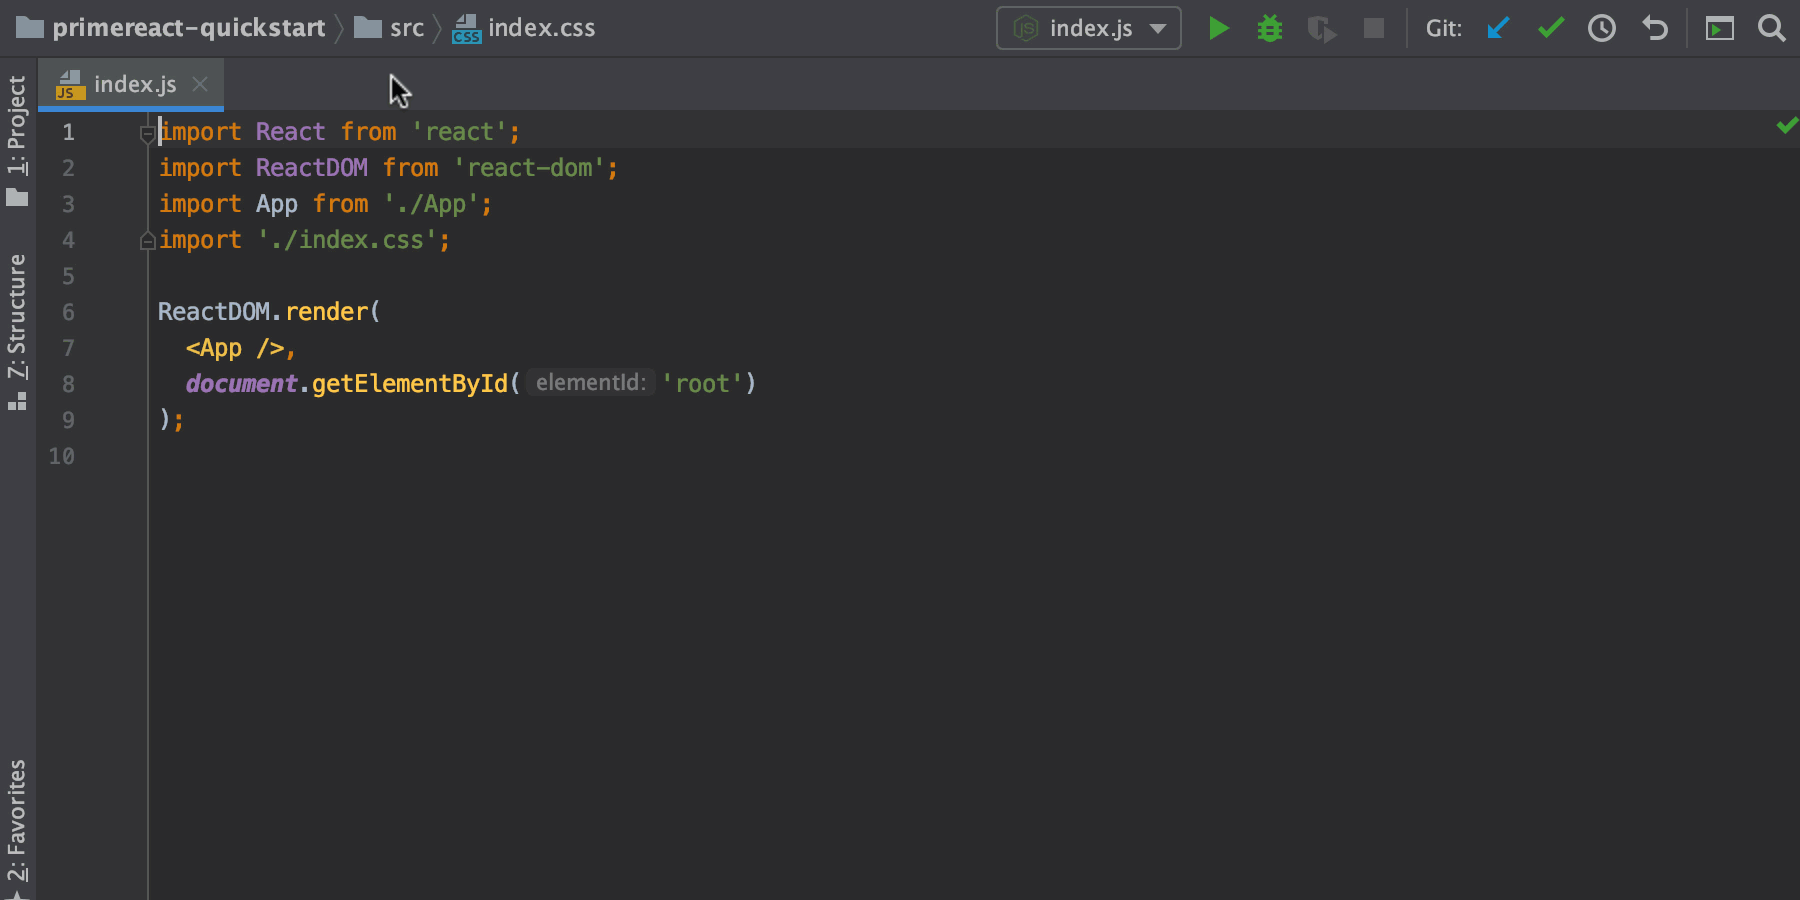 primereact-quickstart src index.css
index.js Git:
index.js
1: Project
7: Structure
2: Favorites
1 import React from 'react';
2 import ReactDOM from 'react-dom';
3 import App from './App';
4 import './index.css';
5
6 ReactDOM.render(
7 <App />,
8 document.getElementById( elementId: 'root')
9 );
10